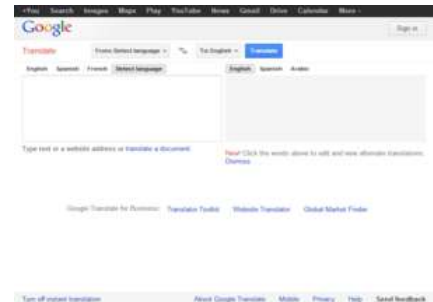 +You Search Images Maps Play YouTube News Gmail Drive Calendar More
Google
Sign in
Translate From: Select language To: English Translate
English Spanish French Select language English Spanish Arabic
Type text or a website address or translate a document.
New! Click the words above to edit and view alternate translations.
Dismiss
Google Translate for Business: Translator Toolkit Website Translator Global Market Finder
Turn off instant translation About Google Translate Mobile Privacy Help Send feedback